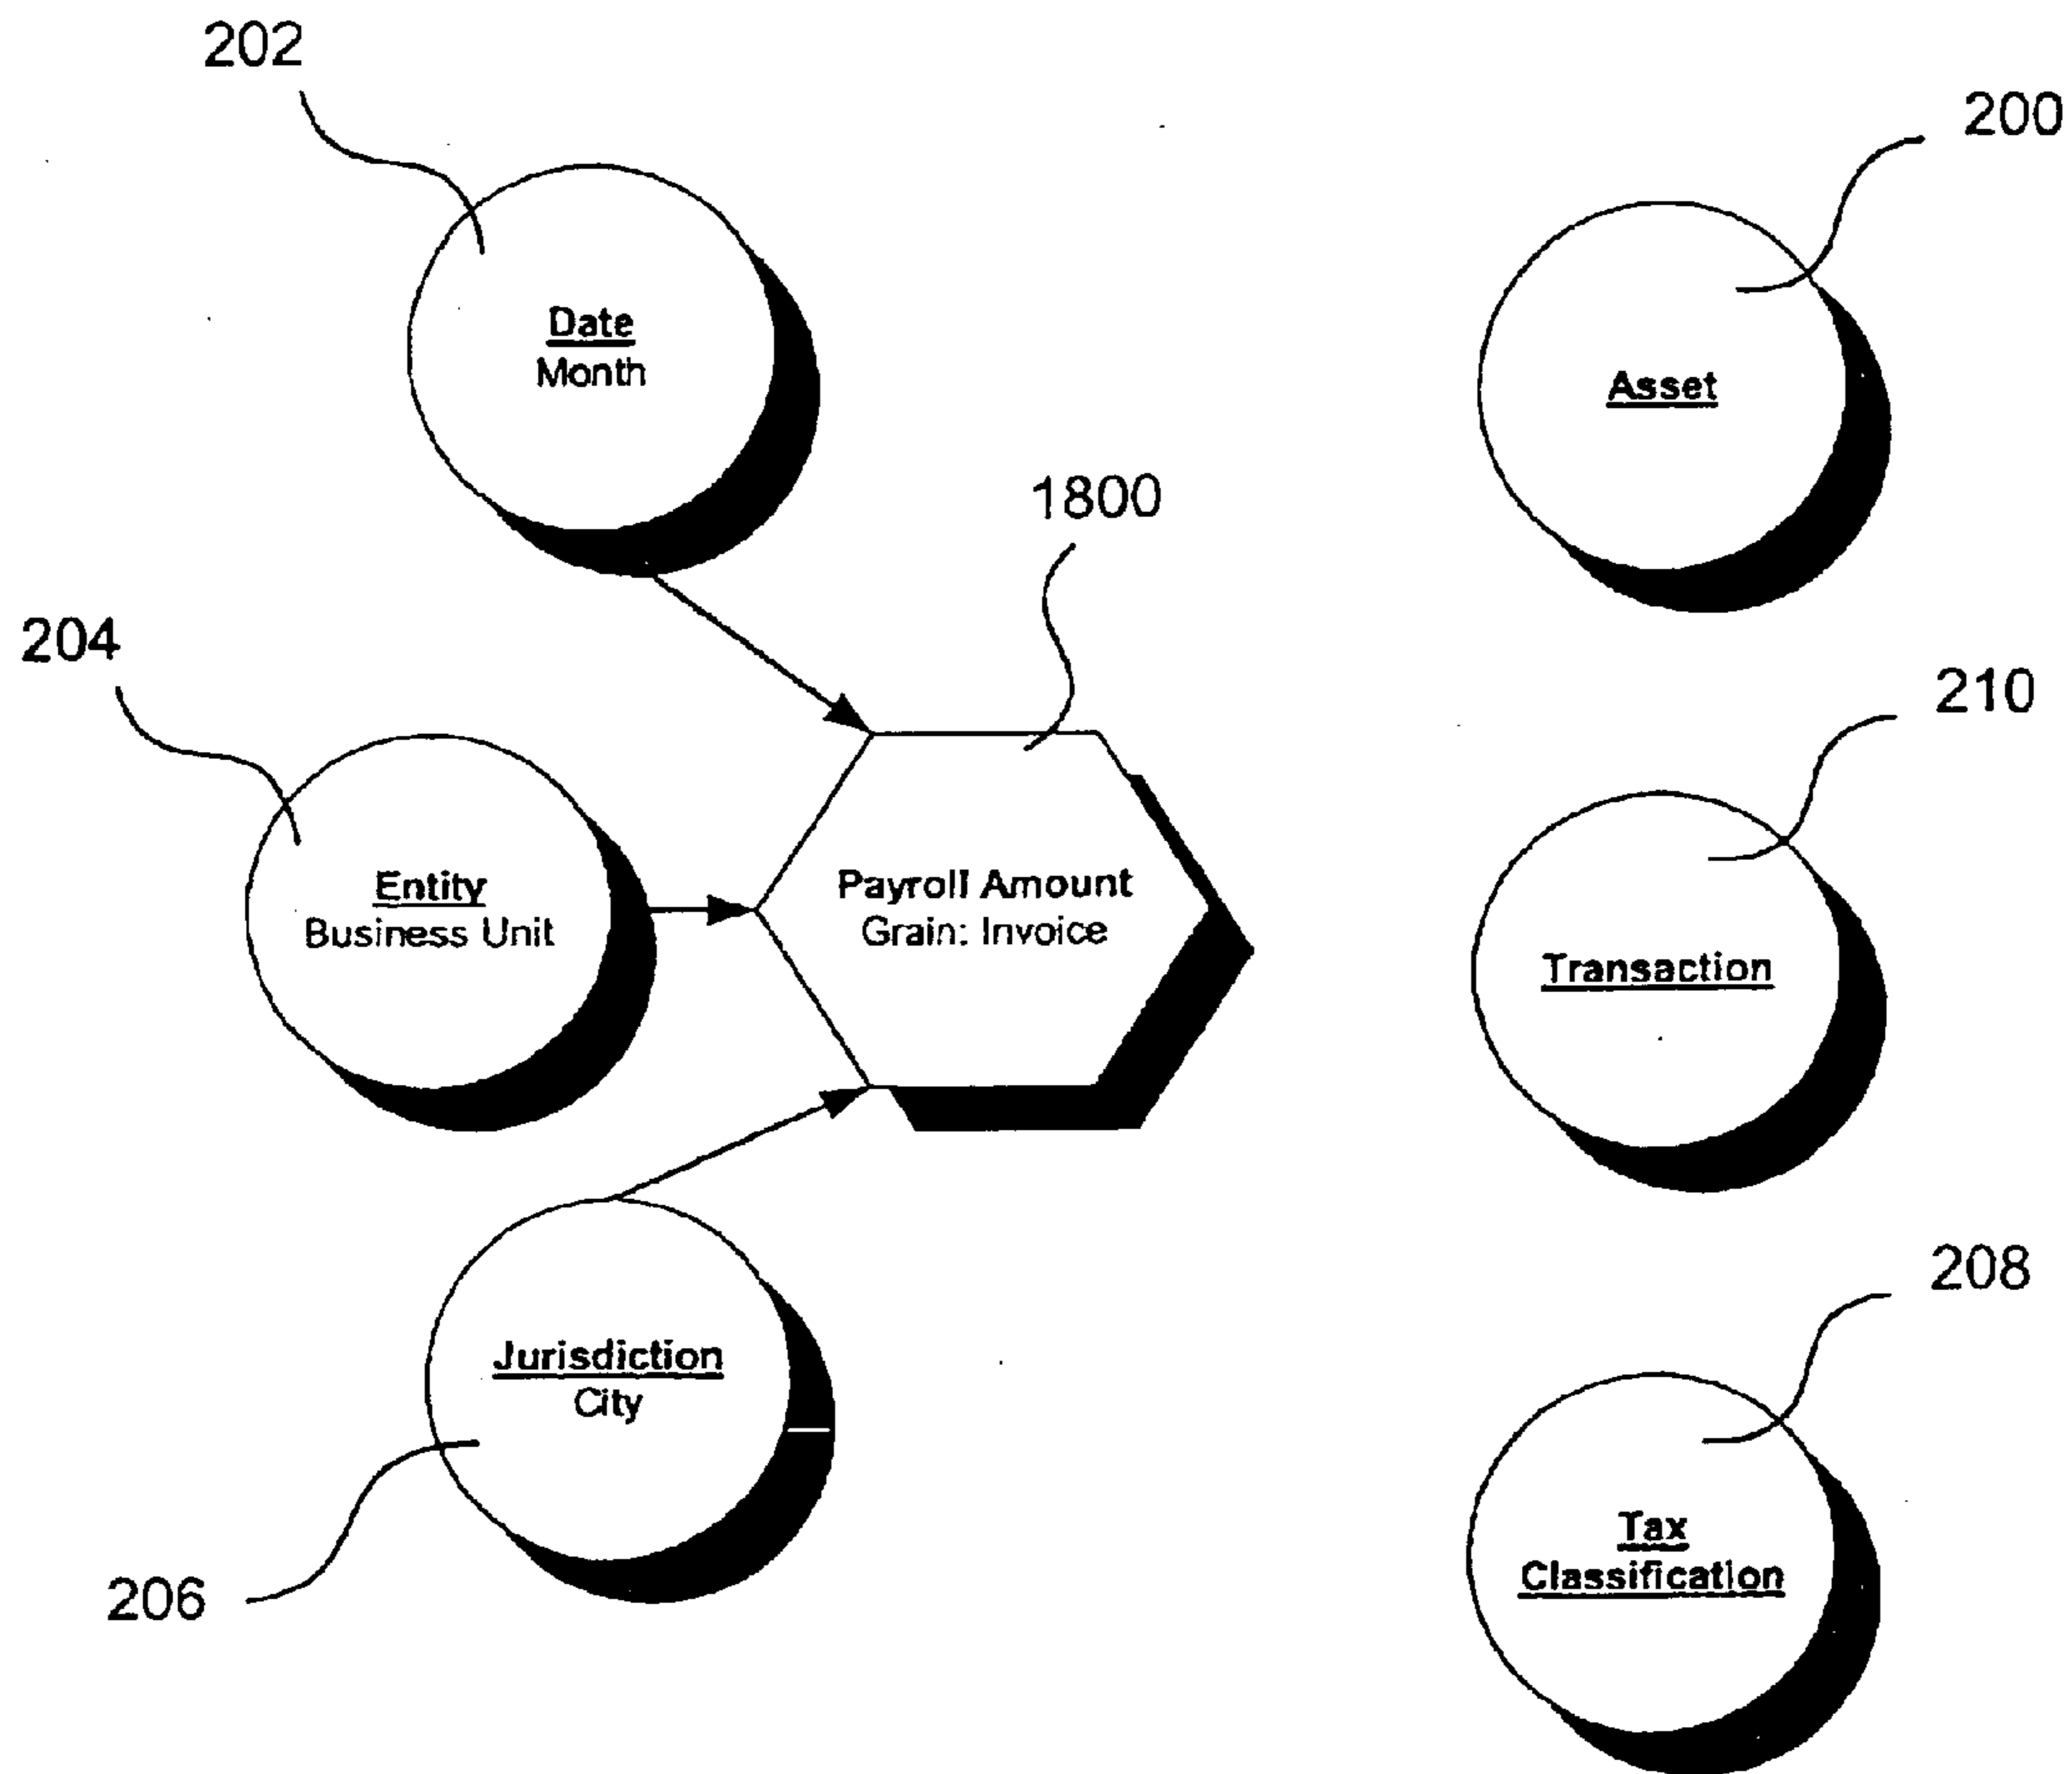 202
200
Date
Month
Asset
1800
204
210
Entity
Business Unit
Payroll Amount
Grain: Invoice
Transaction
208
Jurisdiction
City
206
Tax
Classification